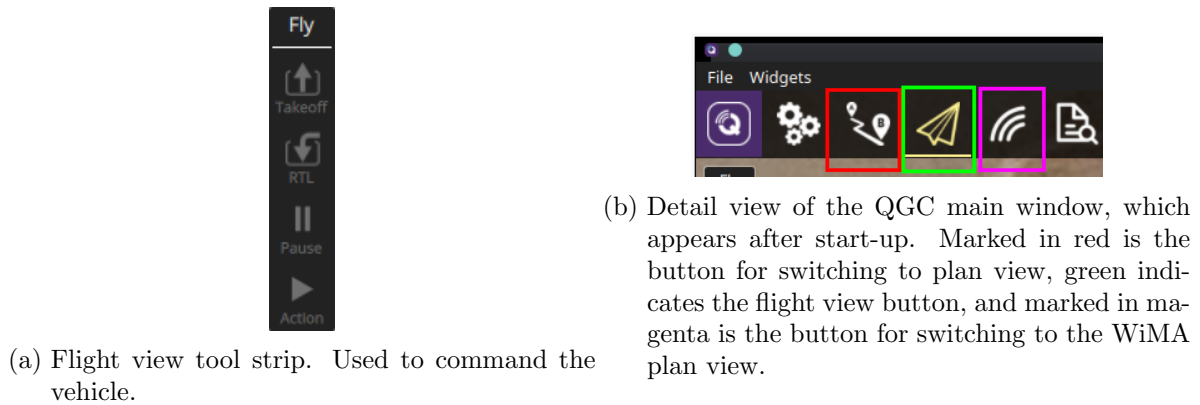 Fly
Takeoff
RTL
Pause
Action
(a) Flight view tool strip. Used to command the
vehicle.
File Widgets
A
B
(b) Detail view of the QGC main window, which
appears after start-up. Marked in red is the
button for switching to plan view, green indi-
cates the flight view button, and marked in ma-
genta is the button for switching to the WiMA
plan view.